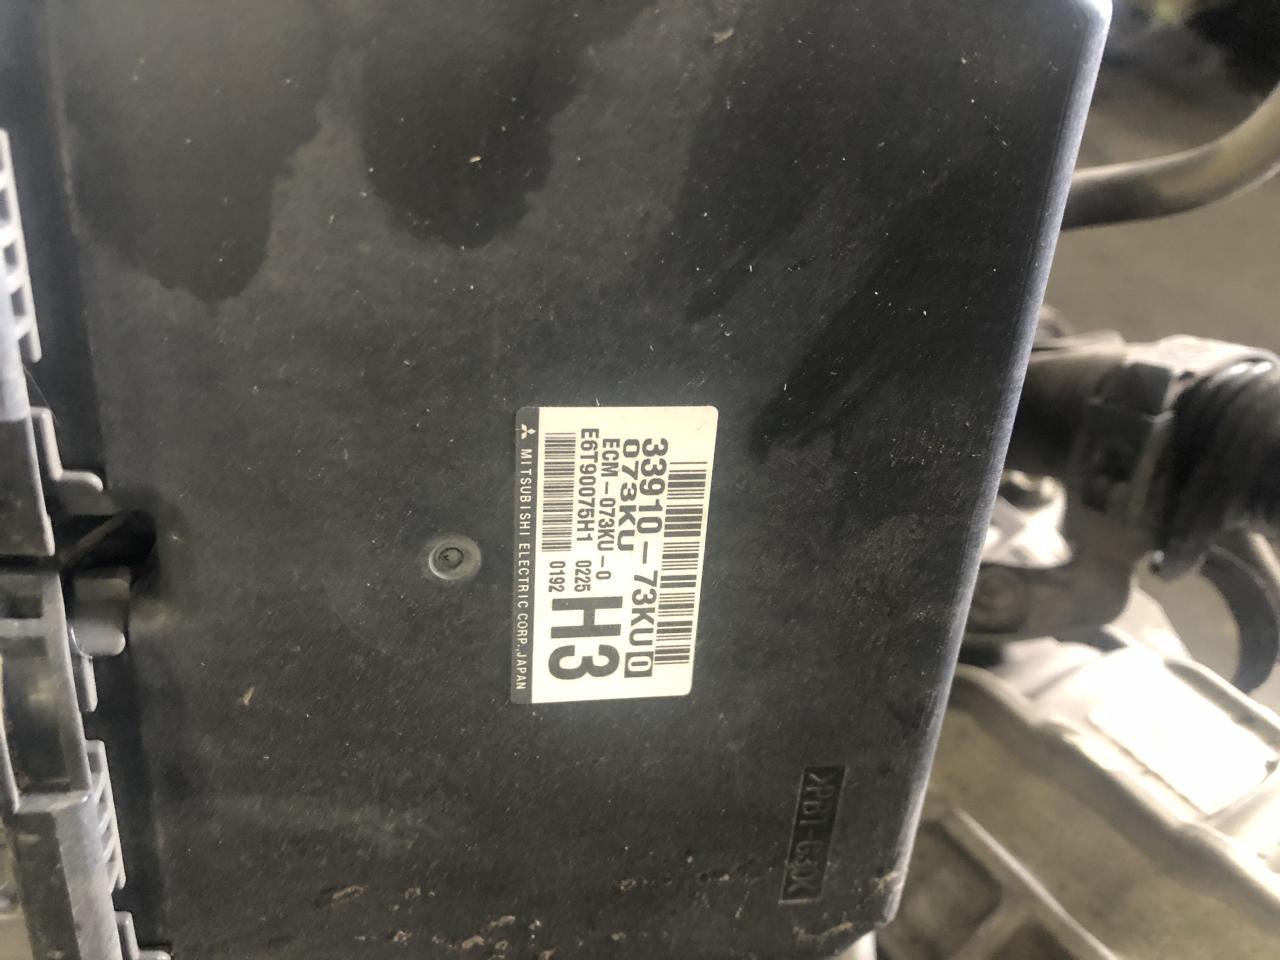 33910-73KU0
073KU
ECM-073KU-0
E6T90075H1 0225
0192
H3
MITSUBISHI ELECTRIC CORP.,JAPAN